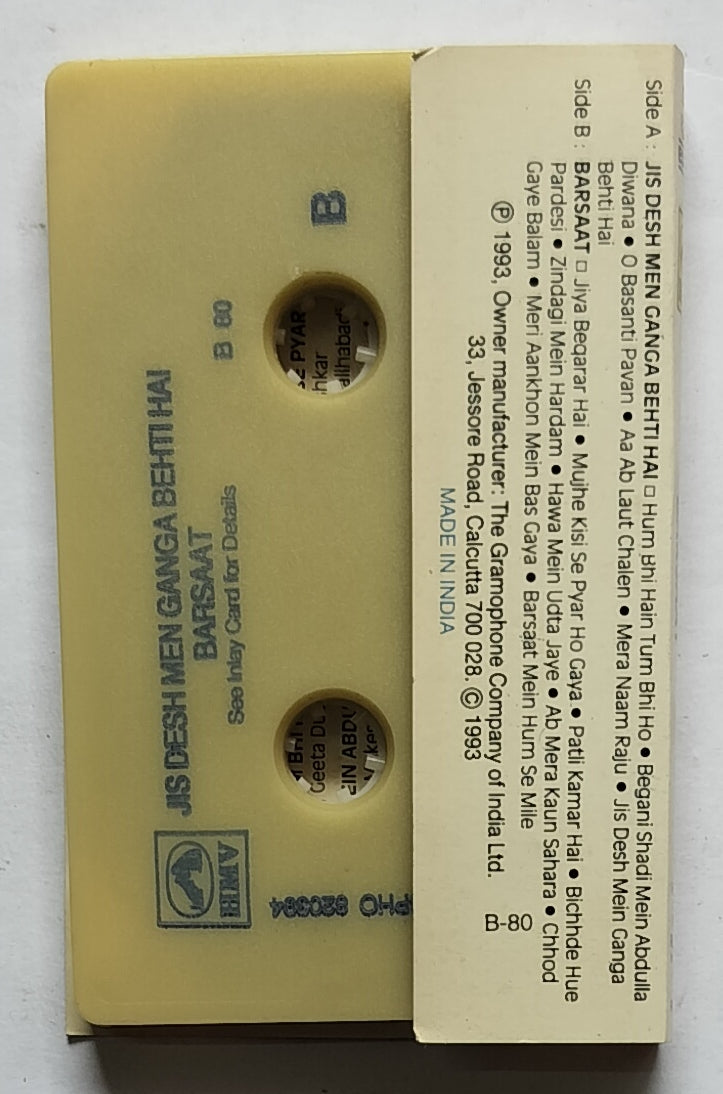 Side A : JIS DESH MEN GANGA BEHTI HAI □ Hum Bhi Hain Tum Bhi Ho • Begani Shadi Mein Abdulla
Diwana • O Basanti Pavan • Aa Ab Laut Chalen • Mera Naam Raju • Jis Desh Mein Ganga
Behti Hai
Side B : BARSAAT □ Jiya Beqarar Hai • Mujhe Kisi Se Pyar Ho Gaya • Patli Kamar Hai • Bichhde Hue
Pardesi • Zindagi Mein Hardam • Hawa Mein Udta Jaye • Ab Mera Kaun Sahara • Chhod
Gaye Balam • Meri Aankhon Mein Bas Gaya • Barsaat Mein Hum Se Mile
Ⓟ 1993, Owner manufacturer: The Gramophone Company of India Ltd.
33, Jessore Road, Calcutta 700 028. © 1993
B-80
MADE IN INDIA
B
B 80
JIS DESH MEN GANGA BEHTI HAI
BARSAAT
See Inlay Card for Details
HMV
PYAR
Geeta